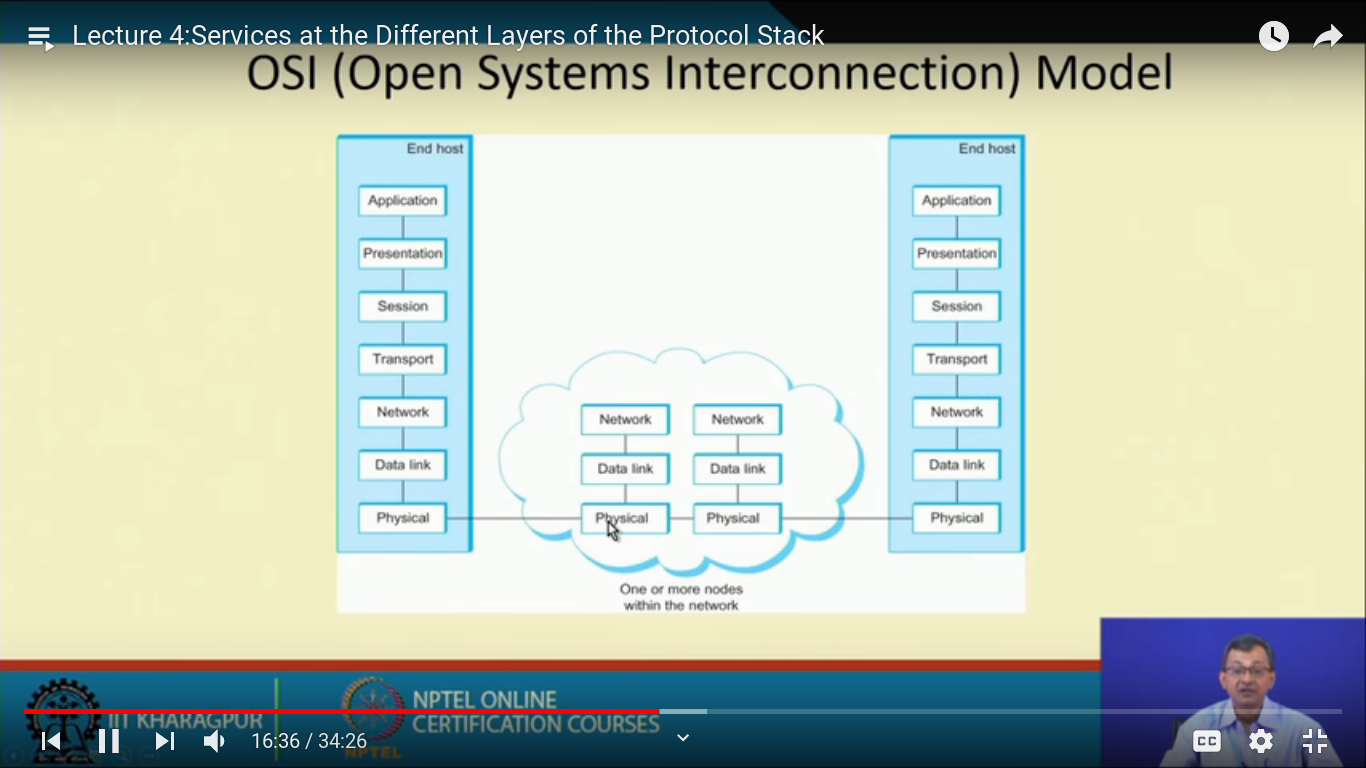 Lecture 4:Services at the Different Layers of the Protocol Stack
OSI (Open Systems Interconnection) Model
End host
Application
Presentation
Session
Transport
Network
Data link
Physical
Network
Data link
Physical
Network
Data link
Physical
One or more nodes
within the network
End host
Application
Presentation
Session
Transport
Network
Data link
Physical
IIT KHARAGPUR
NPTEL
NPTEL ONLINE
CERTIFICATION COURSES
16:36 / 34:26
CC